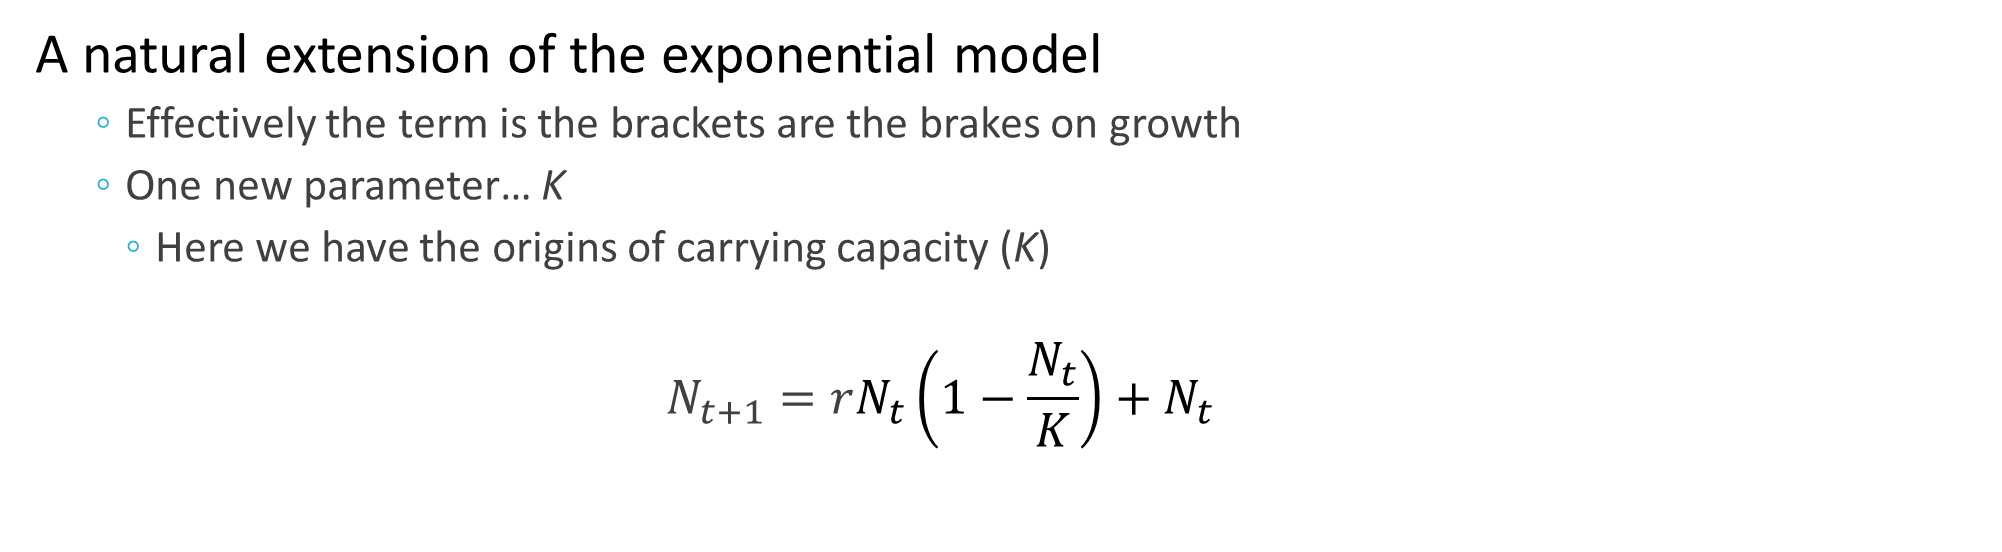 A natural extension of the exponential model
◦ Effectively the term is the brackets are the brakes on growth
◦ One new parameter… K
◦ Here we have the origins of carrying capacity (K)
N_{t+1} = rN_t (1 − N_t/K) + N_t